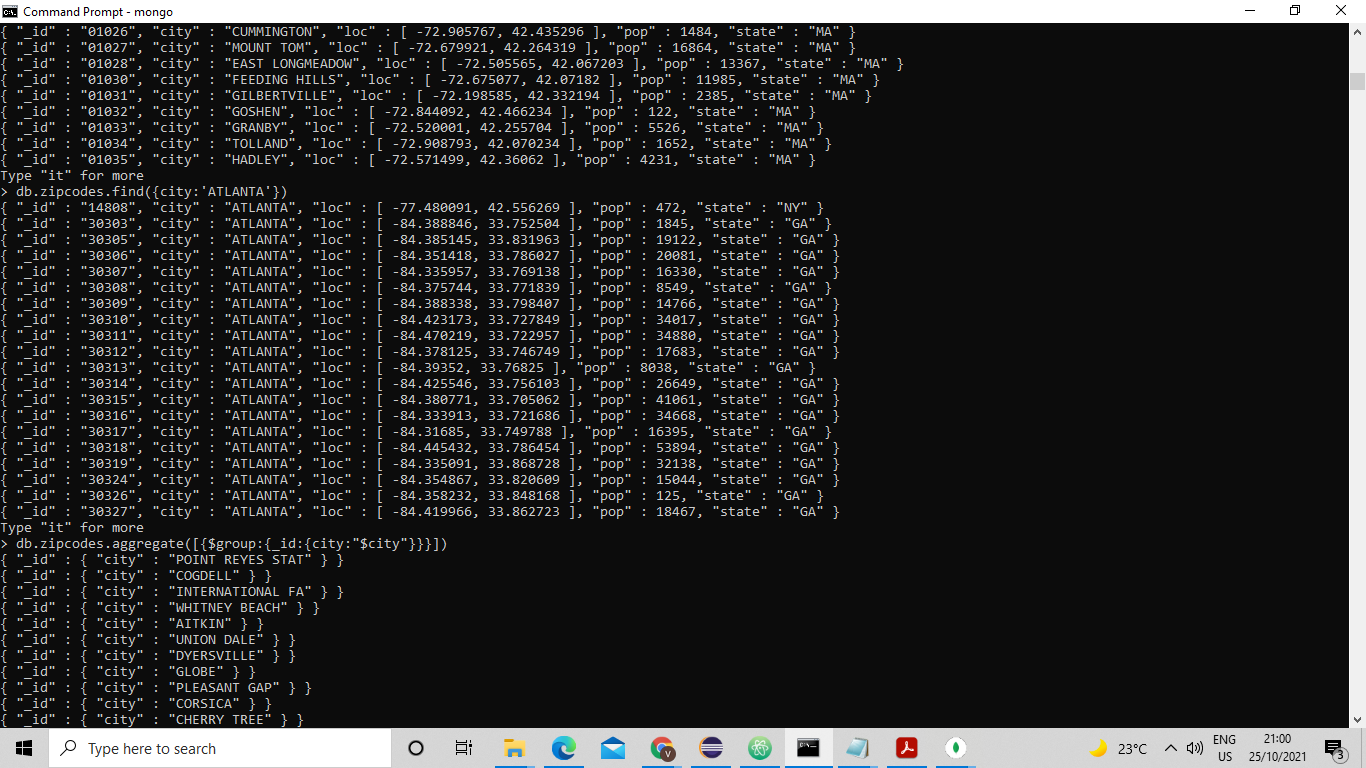 Command Prompt - mongo
{ "_id" : "01026", "city" : "CUMMINGTON", "loc" : [ -72.905767, 42.435296 ], "pop" : 1484, "state" : "MA" }
{ "_id" : "01027", "city" : "MOUNT TOM", "loc" : [ -72.679921, 42.264319 ], "pop" : 16864, "state" : "MA" }
{ "_id" : "01028", "city" : "EAST LONGMEADOW", "loc" : [ -72.505565, 42.067203 ], "pop" : 13367, "state" : "MA" }
{ "_id" : "01030", "city" : "FEEDING HILLS", "loc" : [ -72.675077, 42.07182 ], "pop" : 11985, "state" : "MA" }
{ "_id" : "01031", "city" : "GILBERTVILLE", "loc" : [ -72.198585, 42.332194 ], "pop" : 2385, "state" : "MA" }
{ "_id" : "01032", "city" : "GOSHEN", "loc" : [ -72.844092, 42.466234 ], "pop" : 122, "state" : "MA" }
{ "_id" : "01033", "city" : "GRANBY", "loc" : [ -72.520001, 42.255704 ], "pop" : 5526, "state" : "MA" }
{ "_id" : "01034", "city" : "TOLLAND", "loc" : [ -72.908793, 42.070234 ], "pop" : 1652, "state" : "MA" }
{ "_id" : "01035", "city" : "HADLEY", "loc" : [ -72.571499, 42.36062 ], "pop" : 4231, "state" : "MA" }
Type "it" for more
> db.zipcodes.find({city:'ATLANTA'})
{ "_id" : "14808", "city" : "ATLANTA", "loc" : [ -77.480091, 42.556269 ], "pop" : 472, "state" : "NY" }
{ "_id" : "30303", "city" : "ATLANTA", "loc" : [ -84.388846, 33.752504 ], "pop" : 1845, "state" : "GA" }
{ "_id" : "30305", "city" : "ATLANTA", "loc" : [ -84.385145, 33.831963 ], "pop" : 19122, "state" : "GA" }
{ "_id" : "30306", "city" : "ATLANTA", "loc" : [ -84.351418, 33.786027 ], "pop" : 20081, "state" : "GA" }
{ "_id" : "30307", "city" : "ATLANTA", "loc" : [ -84.335957, 33.769138 ], "pop" : 16330, "state" : "GA" }
{ "_id" : "30308", "city" : "ATLANTA", "loc" : [ -84.375744, 33.771839 ], "pop" : 8549, "state" : "GA" }
{ "_id" : "30309", "city" : "ATLANTA", "loc" : [ -84.388338, 33.798407 ], "pop" : 14766, "state" : "GA" }
{ "_id" : "30310", "city" : "ATLANTA", "loc" : [ -84.423173, 33.727849 ], "pop" : 34017, "state" : "GA" }
{ "_id" : "30311", "city" : "ATLANTA", "loc" : [ -84.470219, 33.722957 ], "pop" : 34880, "state" : "GA" }
{ "_id" : "30312", "city" : "ATLANTA", "loc" : [ -84.378125, 33.746749 ], "pop" : 17683, "state" : "GA" }
{ "_id" : "30313", "city" : "ATLANTA", "loc" : [ -84.39352, 33.76825 ], "pop" : 8038, "state" : "GA" }
{ "_id" : "30314", "city" : "ATLANTA", "loc" : [ -84.425546, 33.756103 ], "pop" : 26649, "state" : "GA" }
{ "_id" : "30315", "city" : "ATLANTA", "loc" : [ -84.380771, 33.705062 ], "pop" : 41061, "state" : "GA" }
{ "_id" : "30316", "city" : "ATLANTA", "loc" : [ -84.333913, 33.721686 ], "pop" : 34668, "state" : "GA" }
{ "_id" : "30317", "city" : "ATLANTA", "loc" : [ -84.31685, 33.749788 ], "pop" : 16395, "state" : "GA" }
{ "_id" : "30318", "city" : "ATLANTA", "loc" : [ -84.445432, 33.786454 ], "pop" : 53894, "state" : "GA" }
{ "_id" : "30319", "city" : "ATLANTA", "loc" : [ -84.335091, 33.868728 ], "pop" : 32138, "state" : "GA" }
{ "_id" : "30324", "city" : "ATLANTA", "loc" : [ -84.354867, 33.820609 ], "pop" : 15044, "state" : "GA" }
{ "_id" : "30326", "city" : "ATLANTA", "loc" : [ -84.358232, 33.848168 ], "pop" : 125, "state" : "GA" }
{ "_id" : "30327", "city" : "ATLANTA", "loc" : [ -84.419966, 33.862723 ], "pop" : 18467, "state" : "GA" }
Type "it" for more
> db.zipcodes.aggregate([{$group:{_id:{city:"$city"}}}])
{ "_id" : { "city" : "POINT REYES STAT" } }
{ "_id" : { "city" : "COGDELL" } }
{ "_id" : { "city" : "INTERNATIONAL FA" } }
{ "_id" : { "city" : "WHITNEY BEACH" } }
{ "_id" : { "city" : "AITKIN" } }
{ "_id" : { "city" : "UNION DALE" } }
{ "_id" : { "city" : "DYERSVILLE" } }
{ "_id" : { "city" : "GLOBE" } }
{ "_id" : { "city" : "PLEASANT GAP" } }
{ "_id" : { "city" : "CORSICA" } }
{ "_id" : { "city" : "CHERRY TREE" } }
Type here to search
V
23°C
ENG
US
21:00
25/10/2021
3